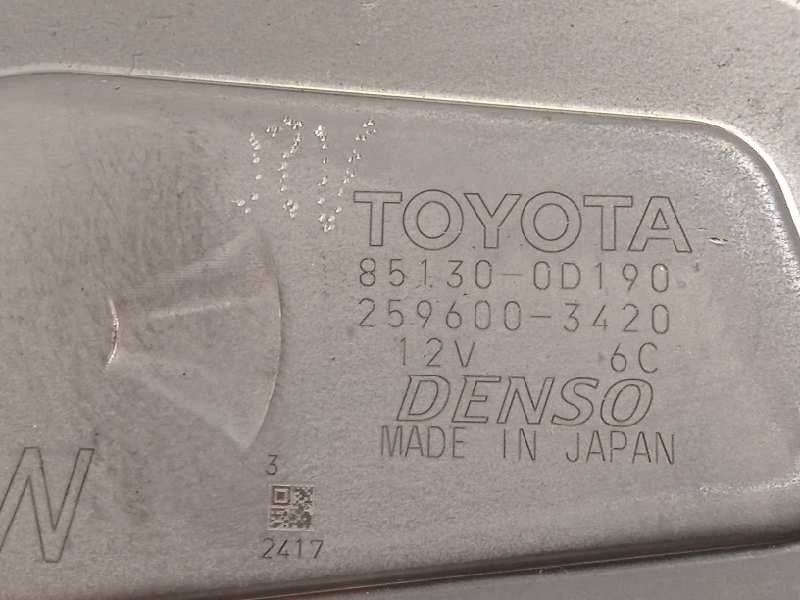 TOYOTA
85130-0D190
259600-3420
12V 6C
DENSO
MADE IN JAPAN
N
3
2417